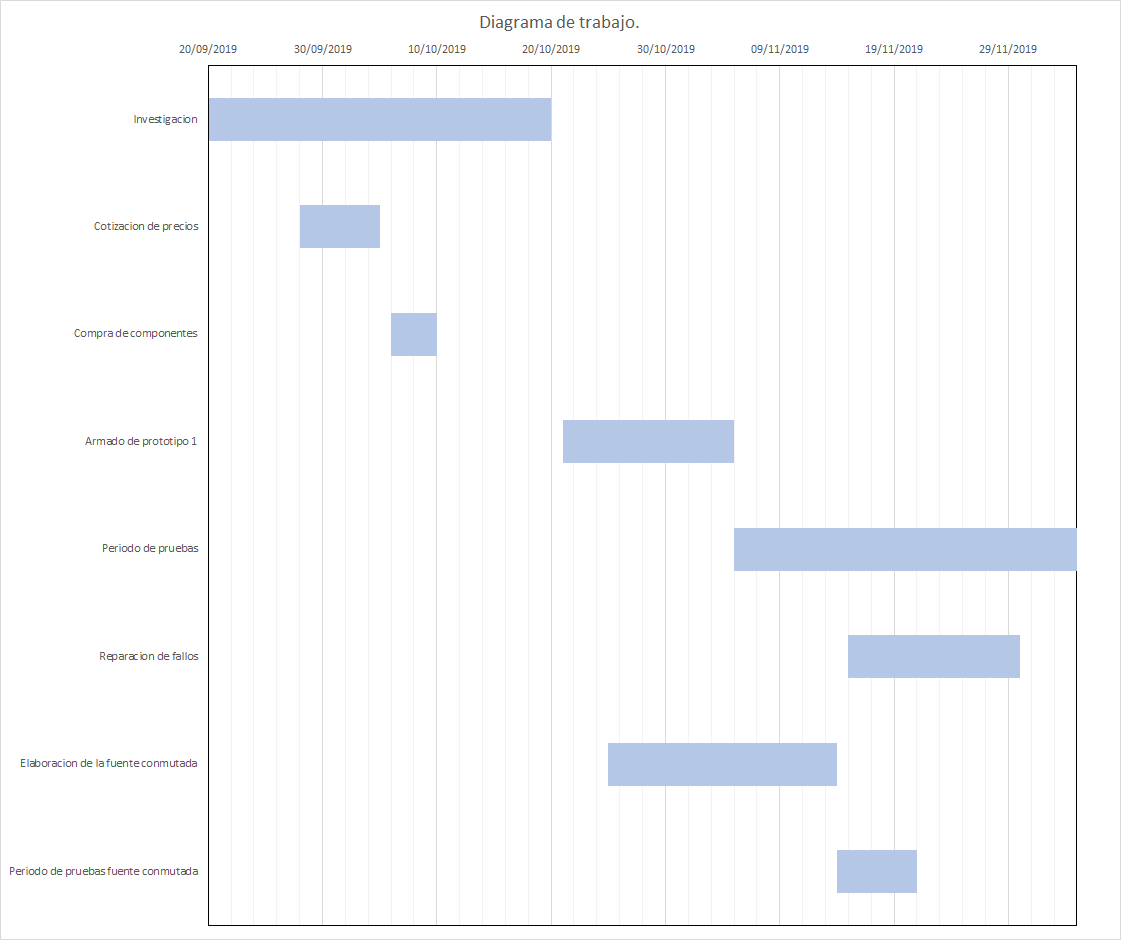 Diagrama de trabajo.
20/09/2019 30/09/2019 10/10/2019 20/10/2019 30/10/2019 09/11/2019 19/11/2019 29/11/2019
Investigacion
Cotizacion de precios
Compra de componentes
Armado de prototipo 1
Periodo de pruebas
Reparacion de fallos
Elaboracion de la fuente conmutada
Periodo de pruebas fuente conmutada